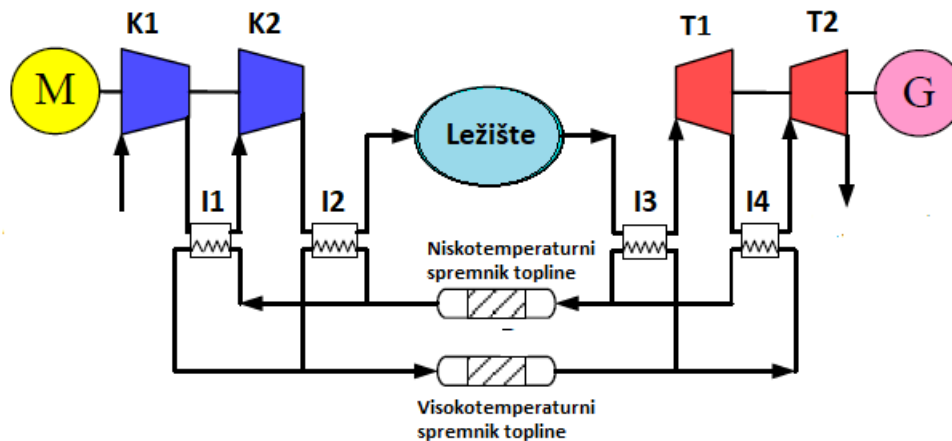 K1
K2
T1
T2
M
G
Ležište
I1
I2
I3
I4
Niskotemperaturni
spremnik topline
Visokotemperaturni
spremnik topline